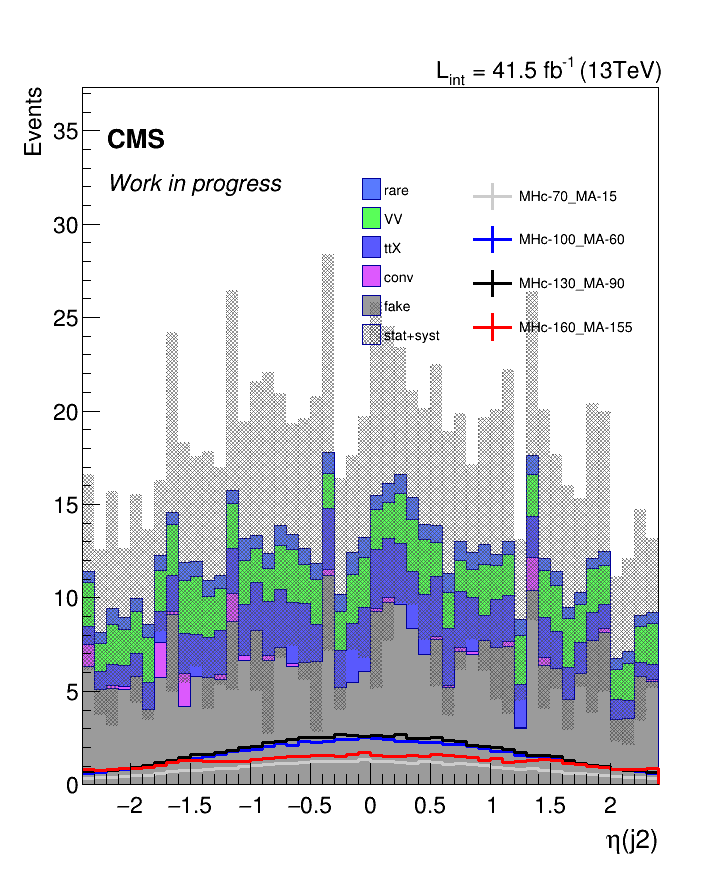 L_int = 41.5 fb^-1 (13TeV)
Events
CMS
Work in progress
rare
VV
ttX
conv
fake
stat+syst
MHc-70_MA-15
MHc-100_MA-60
MHc-130_MA-90
MHc-160_MA-155
35
30
25
20
15
10
5
0
−2 −1.5 −1 −0.5 0 0.5 1 1.5 2
η(j2)